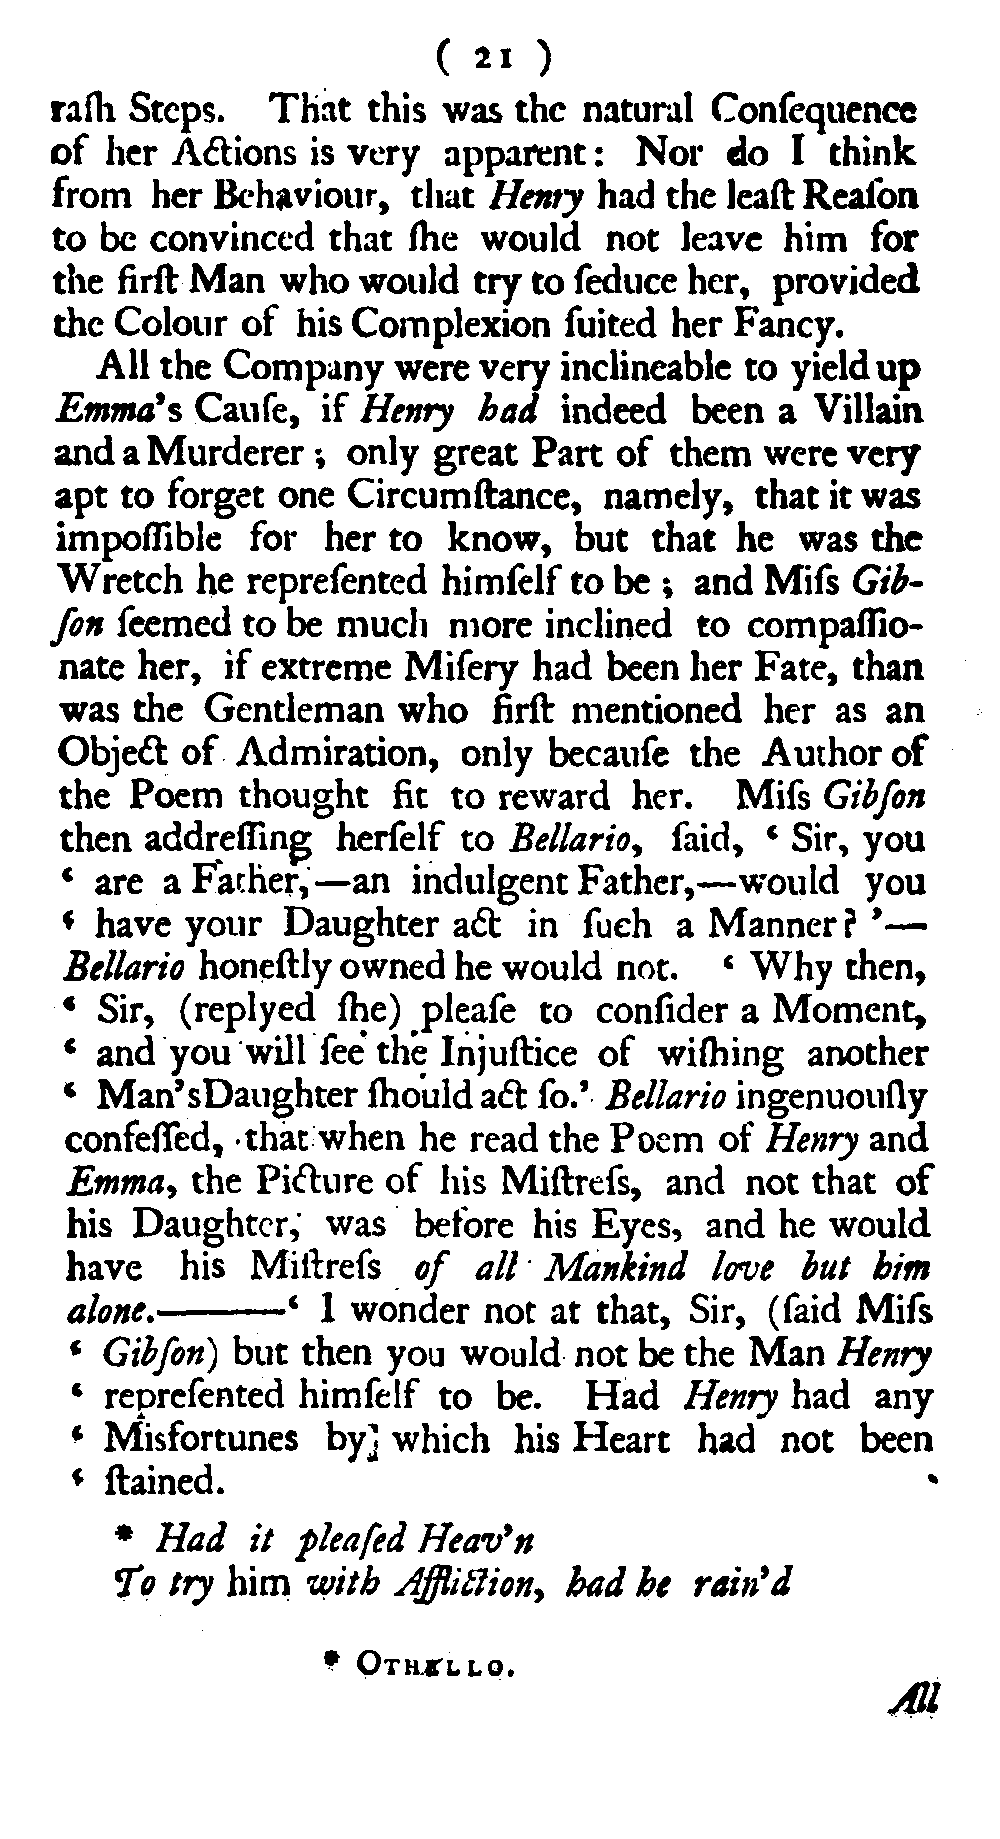 ( 21 )
raſh Steps. That this was the natural Conſequence
of her Actions is very apparent: Nor do I think
from her Behaviour, that Henry had the leaſt Reaſon
to be convinced that ſhe would not leave him for
the firſt Man who would try to ſeduce her, provided
the Colour of his Complexion ſuited her Fancy.
All the Company were very inclineable to yield up
Emma's Cauſe, if Henry had indeed been a Villain
and a Murderer; only great Part of them were very
apt to forget one Circumſtance, namely, that it was
impoſſible for her to know, but that he was the
Wretch he repreſented himſelf to be; and Miſs Gib-
ſon ſeemed to be much more inclined to compaſſio-
nate her, if extreme Miſery had been her Fate, than
was the Gentleman who firſt mentioned her as an
Object of Admiration, only becauſe the Author of
the Poem thought fit to reward her. Miſs Gibſon
then addreſſing herſelf to Bellario, ſaid, ‘ Sir, you
‘ are a Father,—an indulgent Father,—would you
‘ have your Daughter act in ſuch a Manner? ’—
Bellario honeſtly owned he would not. ‘ Why then,
‘ Sir, (replyed ſhe) pleaſe to conſider a Moment,
‘ and you will ſee the Injuſtice of wiſhing another
‘ Man's Daughter ſhould act ſo.’ Bellario ingenuouſly
confeſſed, that when he read the Poem of Henry and
Emma, the Picture of his Miſtreſs, and not that of
his Daughter, was before his Eyes, and he would
have his Miſtreſs of all Mankind love but him
alone.———‘ I wonder not at that, Sir, (ſaid Miſs
‘ Gibſon) but then you would not be the Man Henry
‘ repreſented himſelf to be. Had Henry had any
‘ Misfortunes by] which his Heart had not been
‘ ſtained.
* Had it pleaſed Heav'n
To try him with Affliction, had he rain'd
* OTHELLO.
All